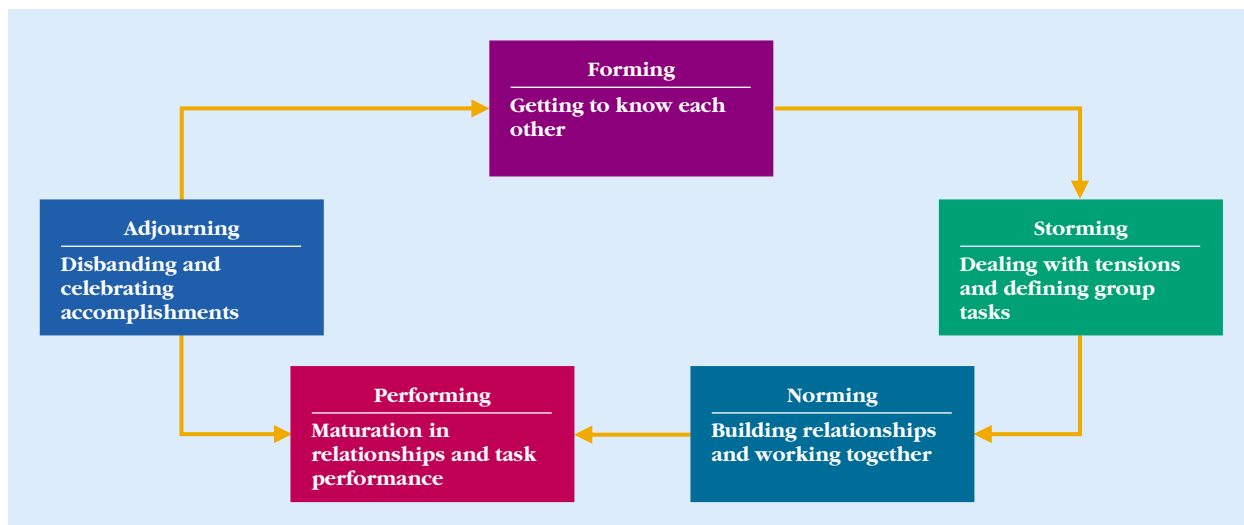 Forming
Getting to know each
other
Adjourning
Disbanding and
celebrating
accomplishments
Storming
Dealing with tensions
and defining group
tasks
Performing
Maturation in
relationships and task
performance
Norming
Building relationships
and working together